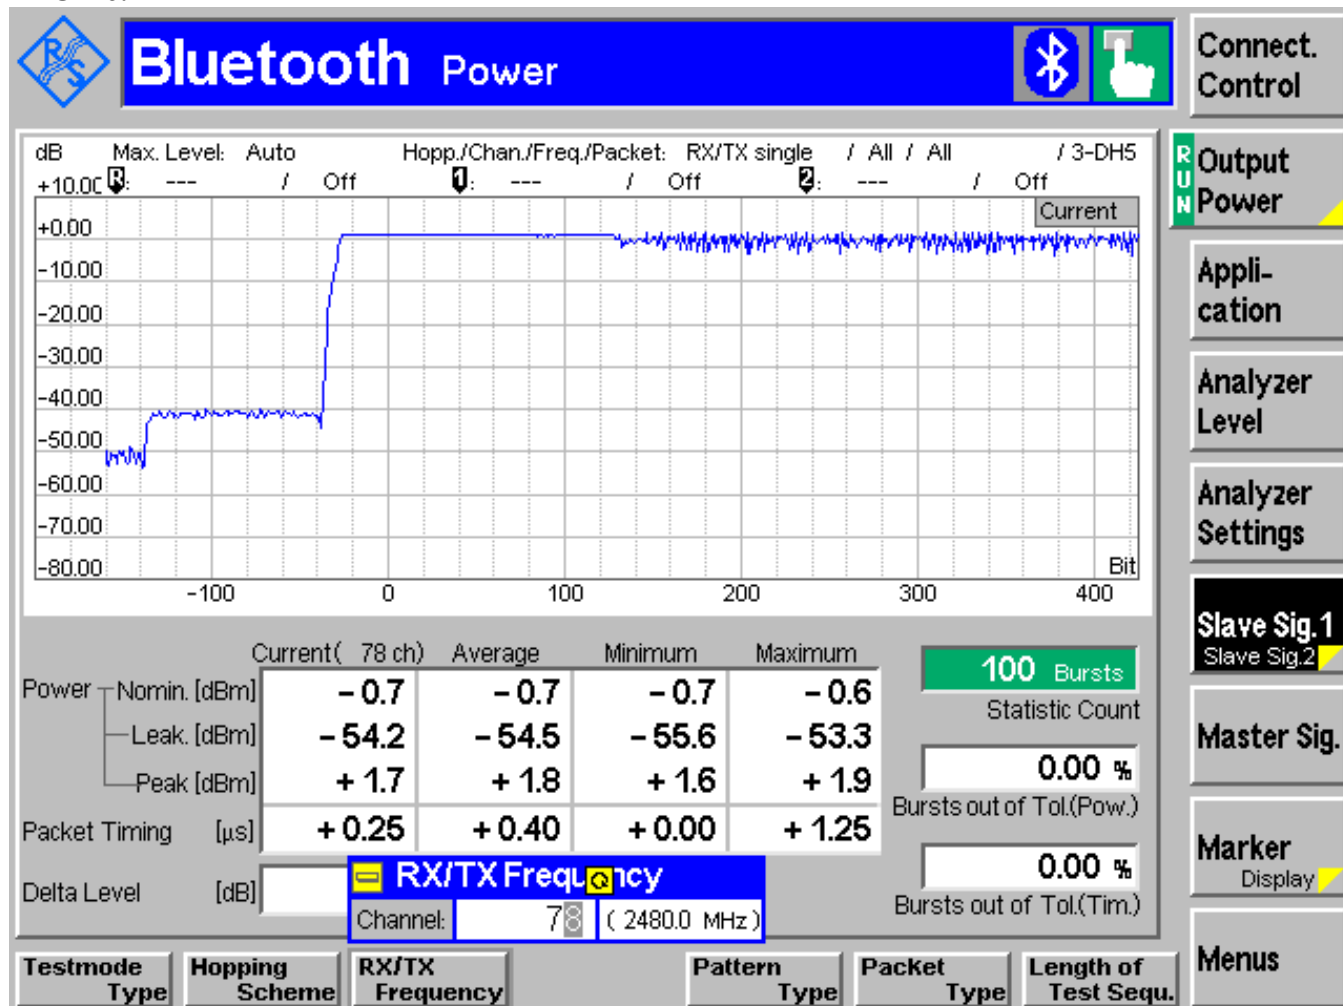 R S
Bluetooth Power
Connect. Control
dB Max. Level: Auto Hopp./Chan./Freq./Packet: RX/TX single / All / All / 3-DH5
R: --- / Off 1: --- / Off 2: --- / Off
Current
+10.00
+0.00
-10.00
-20.00
-30.00
-40.00
-50.00
-60.00
-70.00
-80.00
Bit
-100 0 100 200 300 400
RUN
Output Power
Appli-
cation
Analyzer Level
Analyzer Settings
Slave Sig.1
Slave Sig.2
Master Sig.
Marker
Display
Menus
Current( 78 ch) Average Minimum Maximum
Power Nomin. [dBm] - 0.7 - 0.7 - 0.7 - 0.6
Leak. [dBm] - 54.2 - 54.5 - 55.6 - 53.3
Peak [dBm] + 1.7 + 1.8 + 1.6 + 1.9
Packet Timing [µs] + 0.25 + 0.40 + 0.00 + 1.25
Delta Level [dB]
100 Bursts
Statistic Count
0.00 %
Bursts out of Tol.(Pow.)
0.00 %
Bursts out of Tol.(Tim.)
RX/TX Frequ ncy
Channel: 78 ( 2480.0 MHz )
Testmode Type
Hopping Scheme
RX/TX Frequency
Pattern Type
Packet Type
Length of Test Sequ.